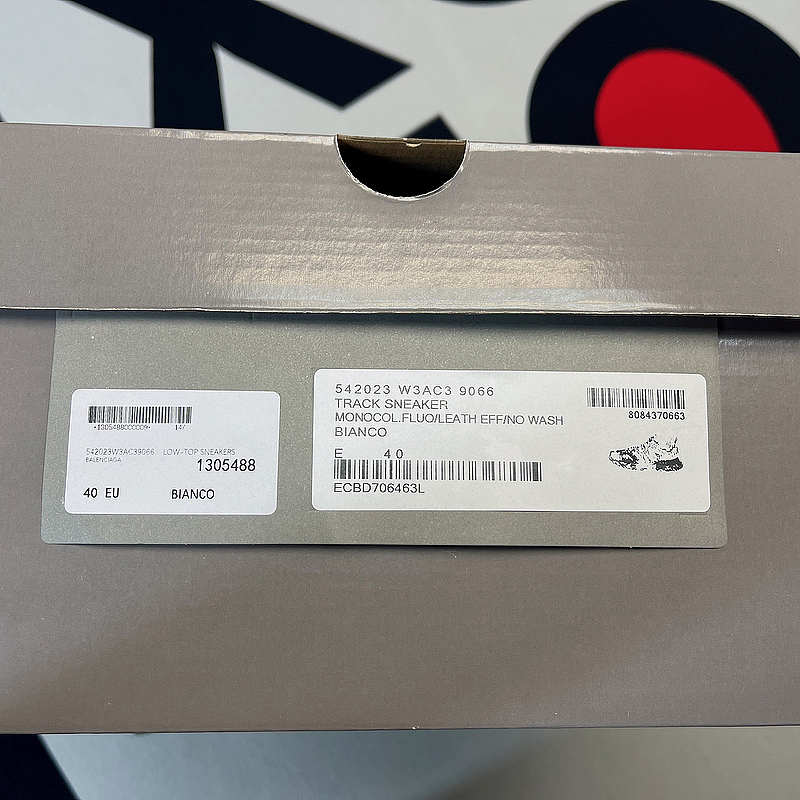 542023W3AC39066 LOW-TOP SNEAKERS
BALENCIAGA
1305488
40 EU BIANCO
542023 W3AC3 9066
TRACK SNEAKER
MONOCOL.FLUO/LEATH EFF/NO WASH
BIANCO
E 40
ECBD706463L
8084370663